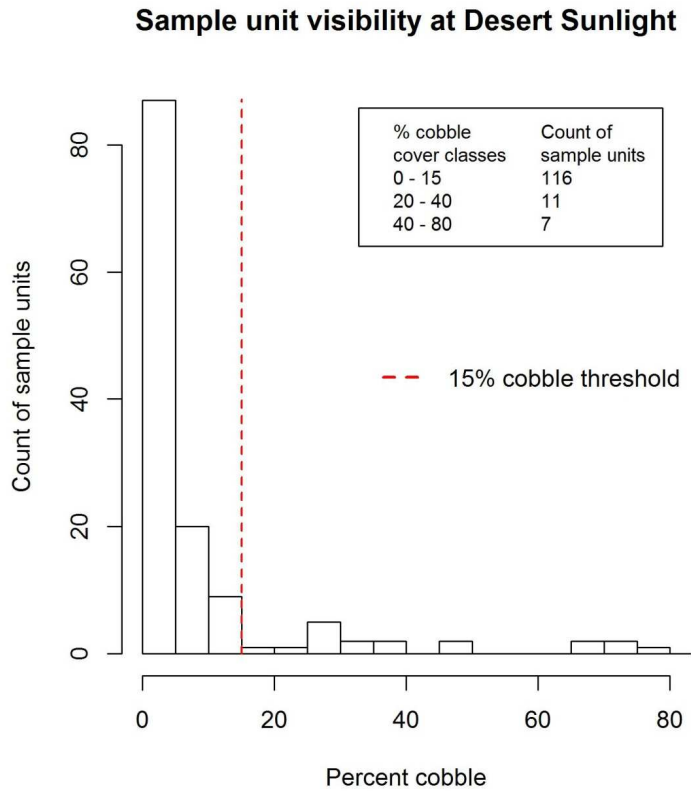 Sample unit visibility at Desert Sunlight
% cobble Count of
cover classes sample units
0 - 15 116
20 - 40 11
40 - 80 7
15% cobble threshold
Count of sample units
0
20
40
60
80
0 20 40 60 80
Percent cobble